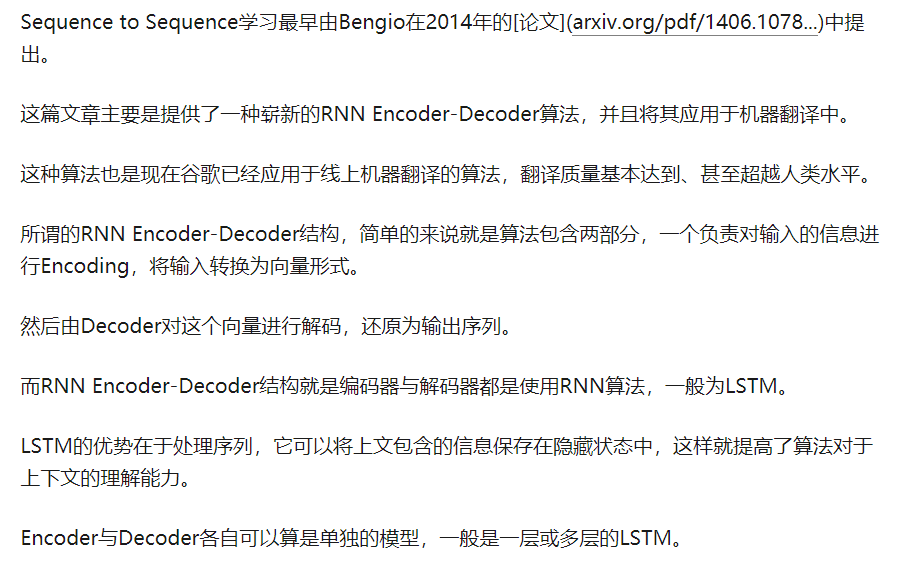 Sequence to Sequence学习最早由Bengio在2014年的[论文](arxiv.org/pdf/1406.1078...)中提
出。
这篇文章主要是提供了一种崭新的RNN Encoder-Decoder算法，并且将其应用于机器翻译中。
这种算法也是现在谷歌已经应用于线上机器翻译的算法，翻译质量基本达到、甚至超越人类水平。
所谓的RNN Encoder-Decoder结构，简单的来说就是算法包含两部分，一个负责对输入的信息进
行Encoding，将输入转换为向量形式。
然后由Decoder对这个向量进行解码，还原为输出序列。
而RNN Encoder-Decoder结构就是编码器与解码器都是使用RNN算法，一般为LSTM。
LSTM的优势在于处理序列，它可以将上文包含的信息保存在隐藏状态中，这样就提高了算法对于
上下文的理解能力。
Encoder与Decoder各自可以算是单独的模型，一般是一层或多层的LSTM。